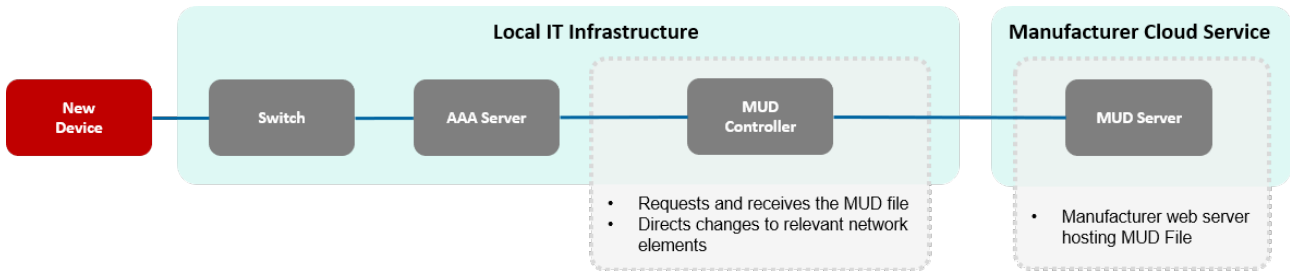 Local IT Infrastructure
Manufacturer Cloud Service
New
Device
Switch
AAA Server
MUD
Controller
MUD Server
• Requests and receives the MUD file
• Directs changes to relevant network
elements
• Manufacturer web server
hosting MUD File